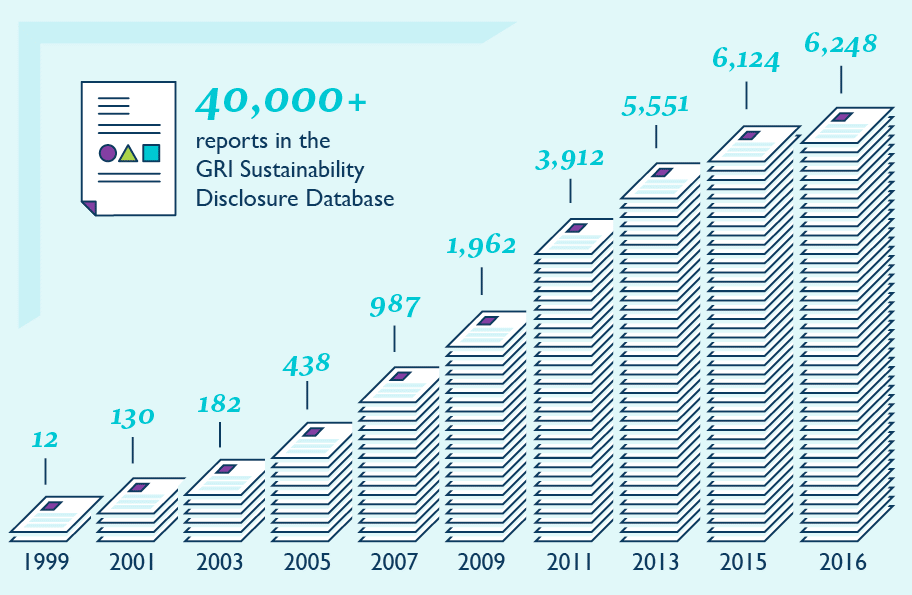 40,000+
reports in the
GRI Sustainability
Disclosure Database
12
130
182
438
987
1,962
3,912
5,551
6,124
6,248
1999 2001 2003 2005 2007 2009 2011 2013 2015 2016